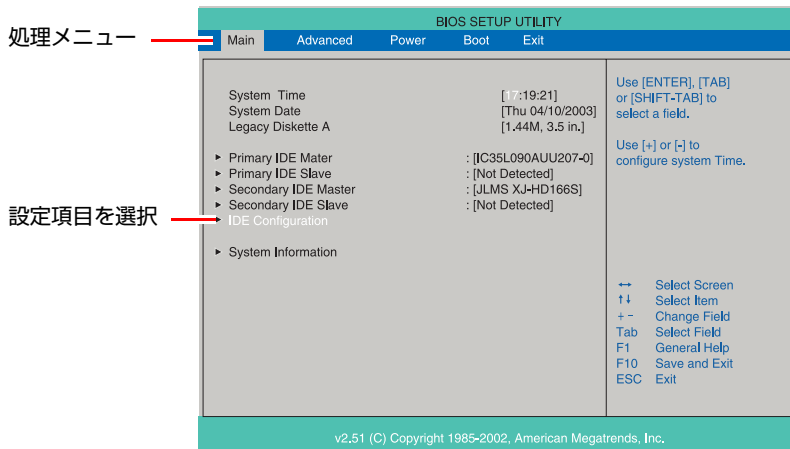 BIOS SETUP UTILITY
処理メニュー
Main Advanced Power Boot Exit
System Time [17:19:21]
System Date [Thu 04/10/2003]
Legacy Diskette A [1.44M, 3.5 in.]
► Primary IDE Mater : [IC35L090AUU207-0]
► Primary IDE Slave : [Not Detected]
► Secondary IDE Master : [JLMS XJ-HD166S]
► Secondary IDE Slave : [Not Detected]
設定項目を選択
► IDE Configuration
► System Information
Use [ENTER], [TAB]
or [SHIFT-TAB] to
select a field.
Use [+] or [-] to
configure system Time.
↔ Select Screen
↑↓ Select Item
+ - Change Field
Tab Select Field
F1 General Help
F10 Save and Exit
ESC Exit
v2.51 (C) Copyright 1985-2002, American Megatrends, Inc.